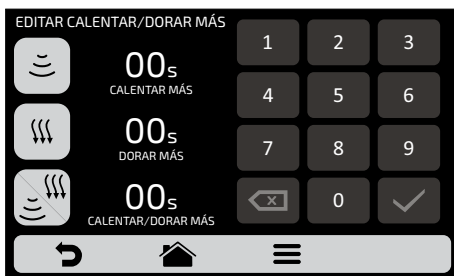 EDITAR CALENTAR/DORAR MÁS
00s
CALENTAR MÁS
00s
DORAR MÁS
00s
CALENTAR/DORAR MÁS
1 2 3
4 5 6
7 8 9
0